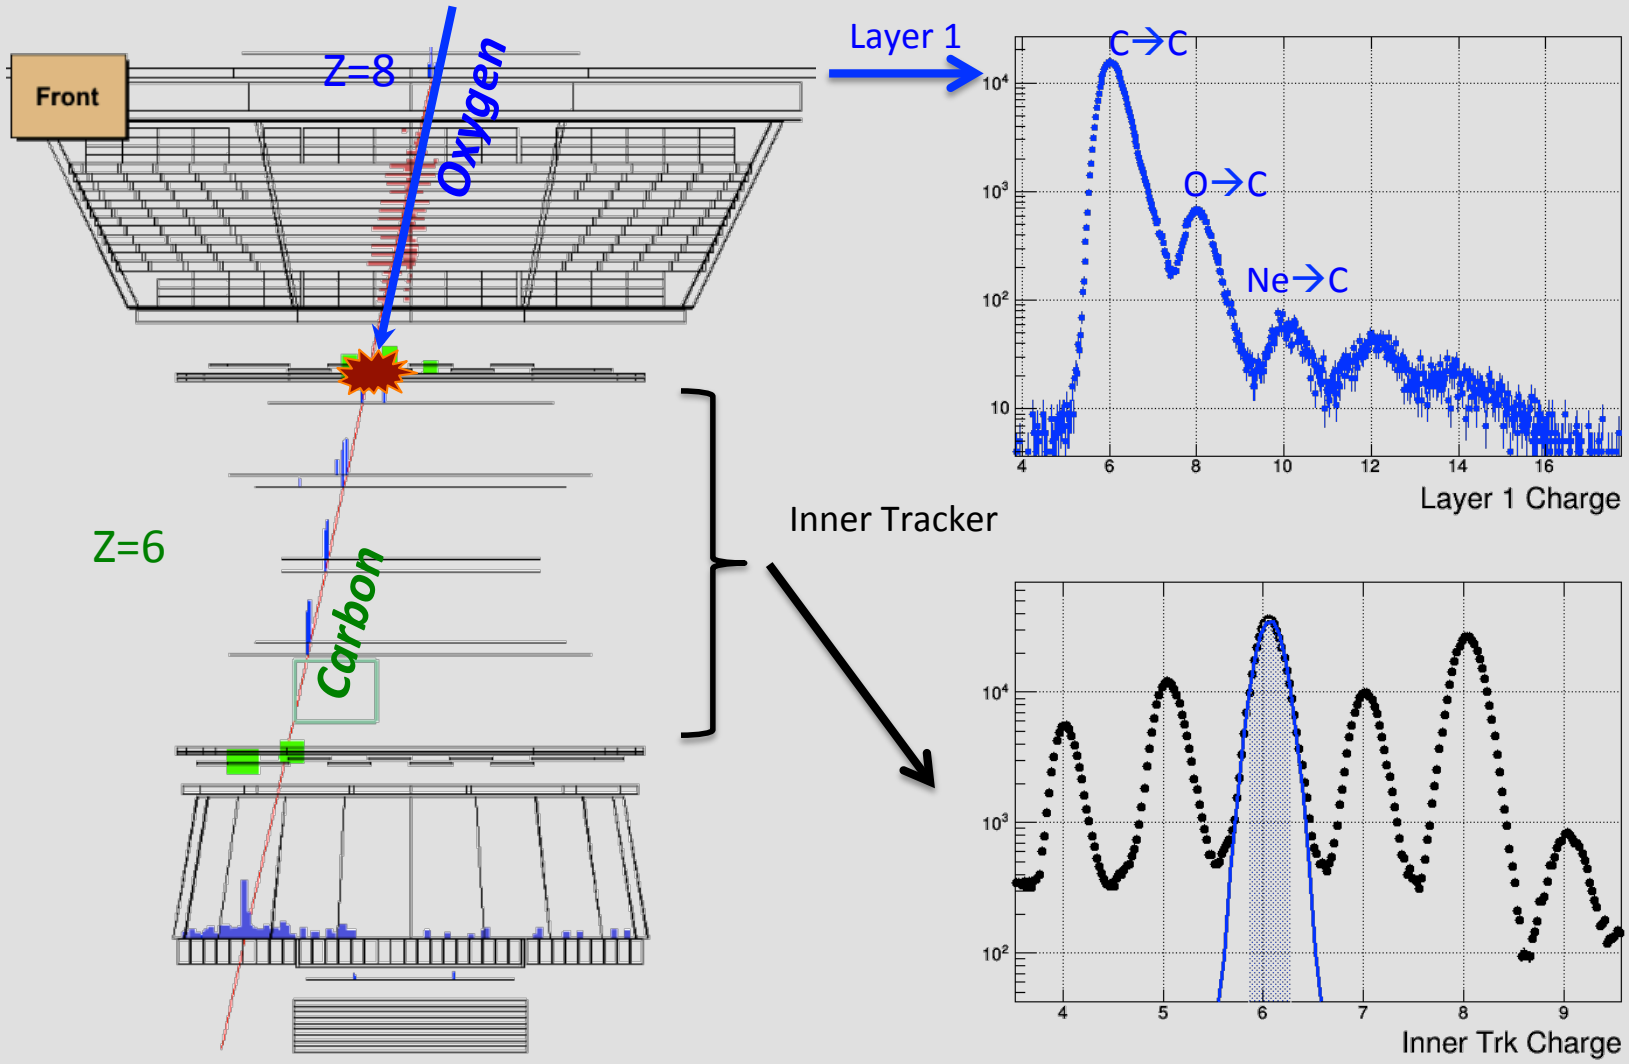 Front
Z=8
Oxygen
Layer 1
Z=6
Carbon
Inner Tracker
C→C
O→C
Ne→C
10⁴
10³
10²
10
4 6 8 10 12 14 16
Layer 1 Charge
10⁴
10³
10²
4 5 6 7 8 9
Inner Trk Charge